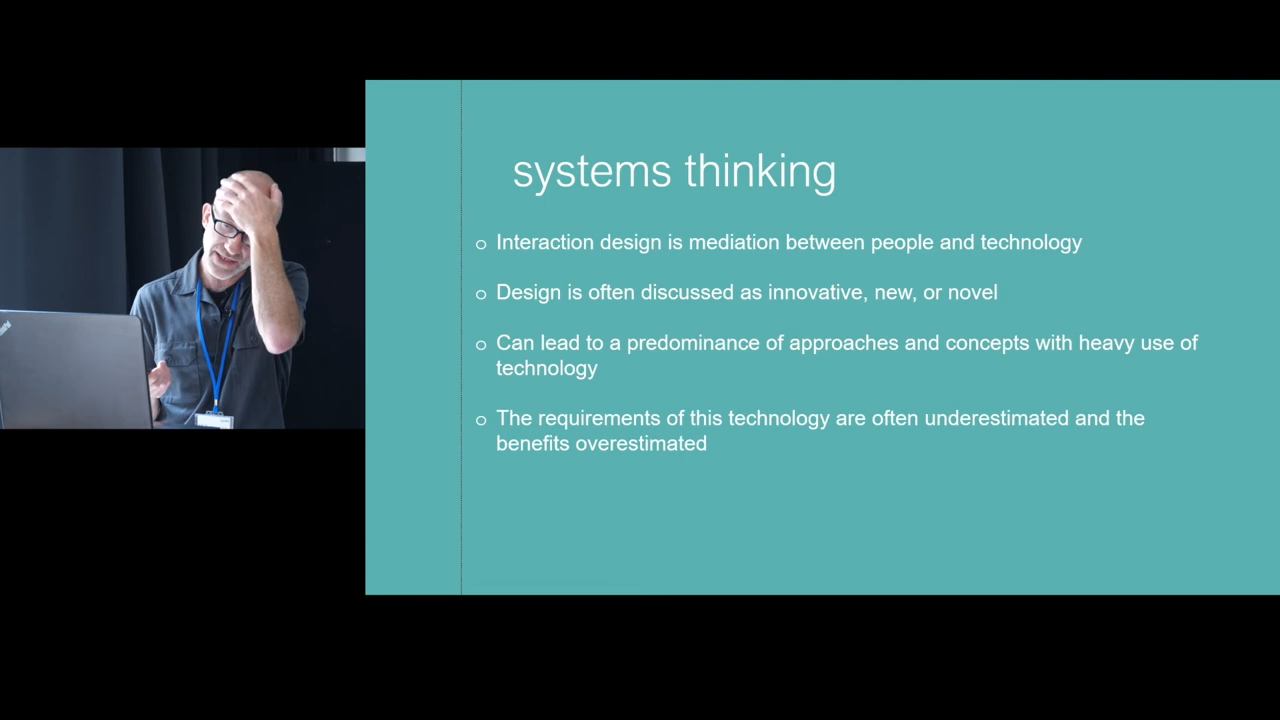 systems thinking
Interaction design is mediation between people and technology
Design is often discussed as innovative, new, or novel
Can lead to a predominance of approaches and concepts with heavy use of
technology
The requirements of this technology are often underestimated and the
benefits overestimated